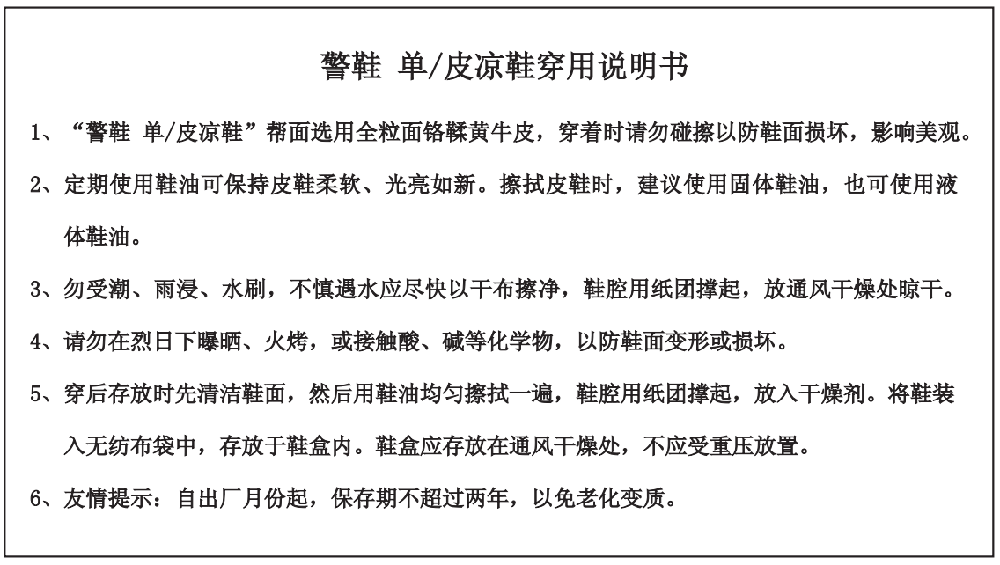 警鞋 单/皮凉鞋穿用说明书
1、“警鞋 单/皮凉鞋”帮面选用全粒面铬鞣黄牛皮，穿着时请勿碰擦以防鞋面损坏，影响美观。
2、定期使用鞋油可保持皮鞋柔软、光亮如新。擦拭皮鞋时，建议使用固体鞋油，也可使用液
体鞋油。
3、勿受潮、雨浸、水刷，不慎遇水应尽快以干布擦净，鞋腔用纸团撑起，放通风干燥处晾干。
4、请勿在烈日下曝晒、火烤，或接触酸、碱等化学物，以防鞋面变形或损坏。
5、穿后存放时先清洁鞋面，然后用鞋油均匀擦拭一遍，鞋腔用纸团撑起，放入干燥剂。将鞋装
入无纺布袋中，存放于鞋盒内。鞋盒应存放在通风干燥处，不应受重压放置。
6、友情提示：自出厂月份起，保存期不超过两年，以免老化变质。